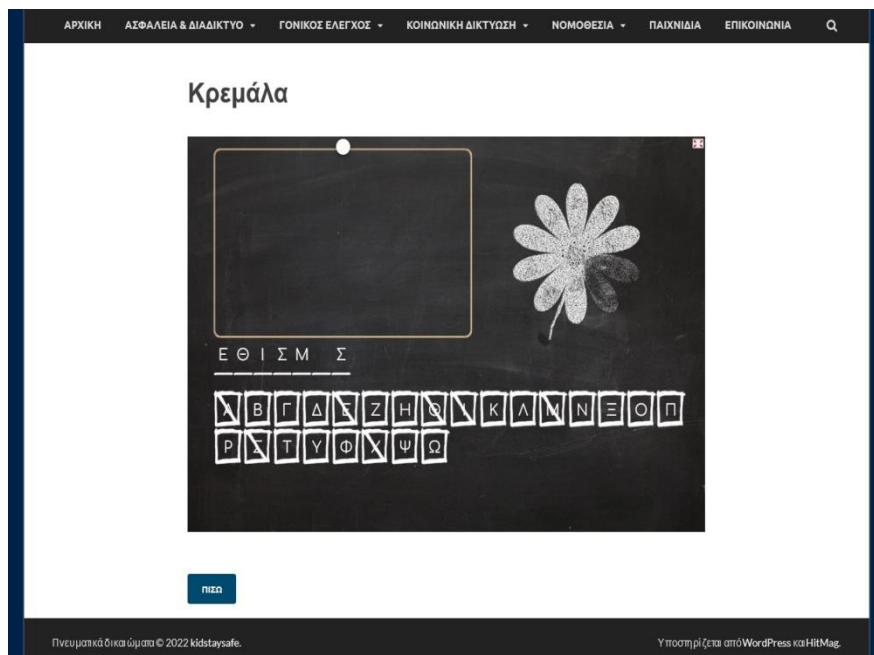 ΑΡΧΙΚΗ ΑΣΦΑΛΕΙΑ & ΔΙΑΔΙΚΤΥΟ ΓΟΝΙΚΟΣ ΕΛΕΓΧΟΣ ΚΟΙΝΩΝΙΚΗ ΔΙΚΤΥΩΣΗ ΝΟΜΟΘΕΣΙΑ ΠΑΙΧΝΙΔΙΑ ΕΠΙΚΟΙΝΩΝΙΑ
Κρεμάλα
Ε Θ Ι Σ Μ _ Σ
Α Β Γ Δ Ε Ζ Η Θ Ι Κ Λ Μ Ν Ξ Ο Π
Ρ Σ Τ Υ Φ Χ Ψ Ω
ΠΙΣΩ
Πνευματικά δικαιώματα © 2022 kidstaysafe. Υποστηρίζεται από WordPress και HitMag.